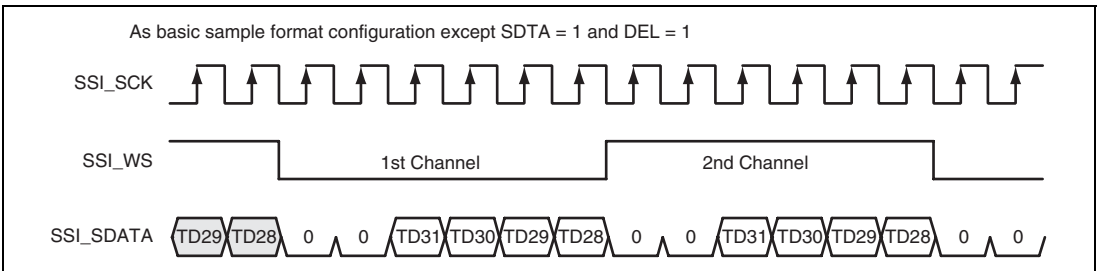 As basic sample format configuration except SDTA = 1 and DEL = 1
SSI_SCK
SSI_WS 1st Channel 2nd Channel
SSI_SDATA TD29 TD28 0 0 TD31 TD30 TD29 TD28 0 0 TD31 TD30 TD29 TD28 0 0